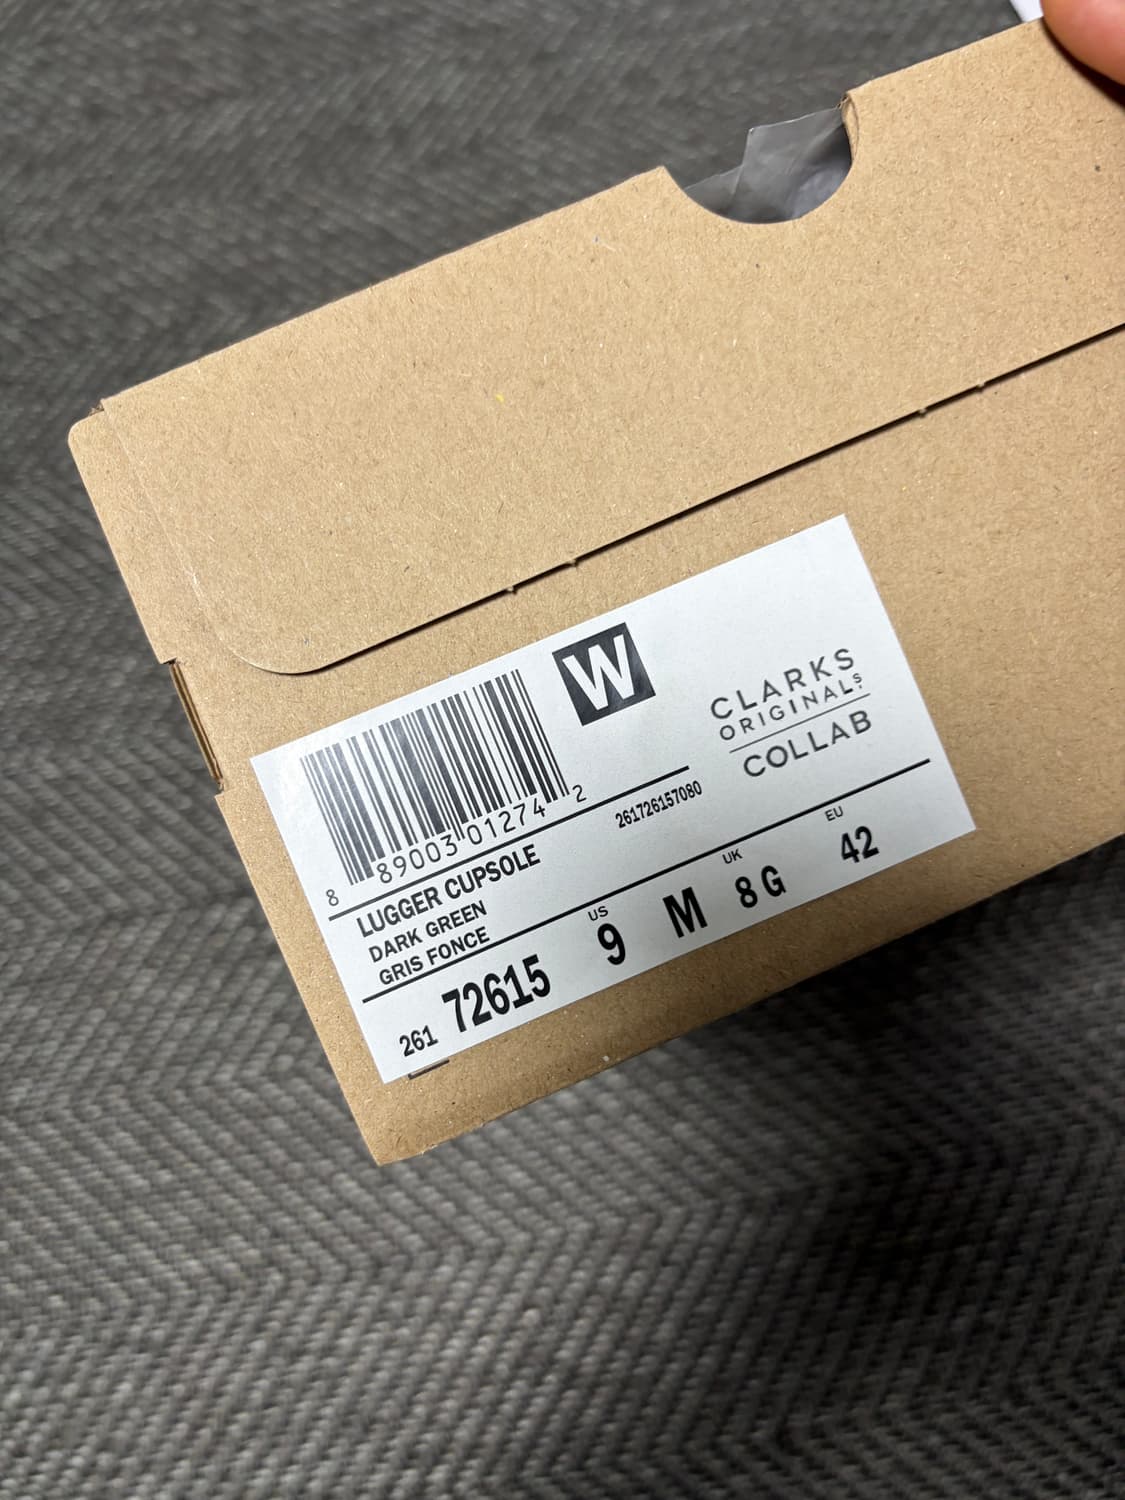 W
CLARKS
ORIGINALS
COLLAB
8 89003 01274 2
261726157080
LUGGER CUPSOLE
DARK GREEN
GRIS FONCE
261 72615
US 9 M
UK 8 G
EU 42